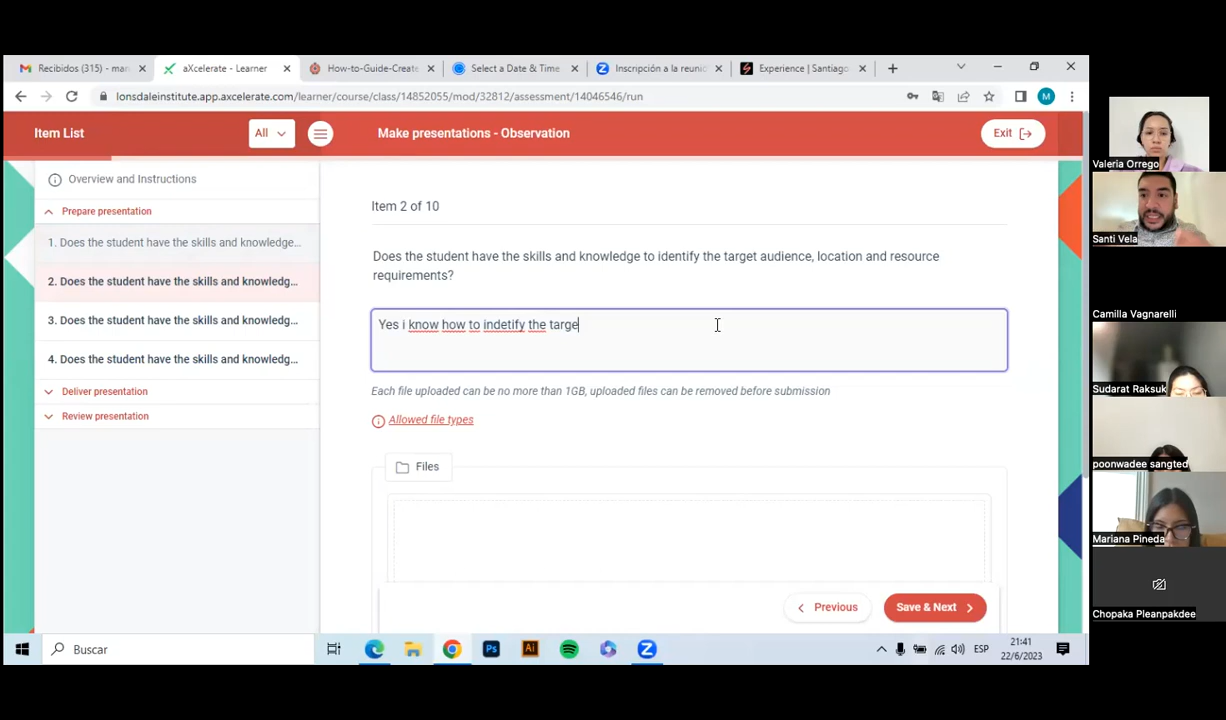 Recibidos (315) - man
aXcelerate - Learner
How-to-Guide-Create
Select a Date & Time
Inscripción a la reunió
Experience | Santiago
lonsdaleinstitute.app.axcelerate.com/learner/course/class/14852055/mod/32812/assessment/14046546/run
M
Item List
All
Make presentations - Observation
Exit
Overview and Instructions
Prepare presentation
1. Does the student have the skills and knowledge...
2. Does the student have the skills and knowledg...
3. Does the student have the skills and knowledg...
4. Does the student have the skills and knowledg...
Deliver presentation
Review presentation
Item 2 of 10
Does the student have the skills and knowledge to identify the target audience, location and resource
requirements?
Yes i know how to indetify the targe
Each file uploaded can be no more than 1GB, uploaded files can be removed before submission
Allowed file types
Files
Previous
Save & Next
Buscar
Ps
Ai
ESP
21:41
22/6/2023
Valeria Orrego
Santi Vela
Camilla Vagnarelli
Sudarat Raksuk
poonwadee sangted
Mariana Pineda
Chopaka Pleanpakdee